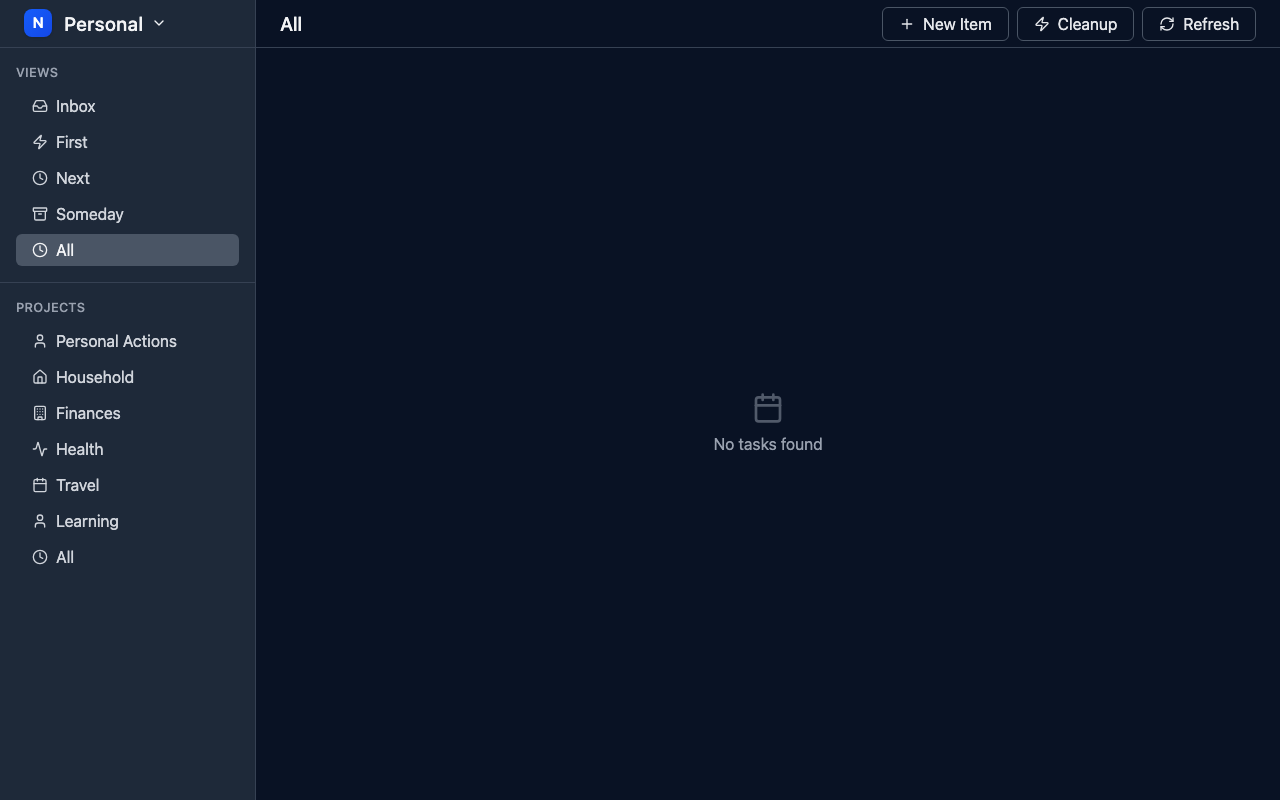 N Personal
VIEWS
Inbox
First
Next
Someday
All
PROJECTS
Personal Actions
Household
Finances
Health
Travel
Learning
All
All
New Item
Cleanup
Refresh
No tasks found